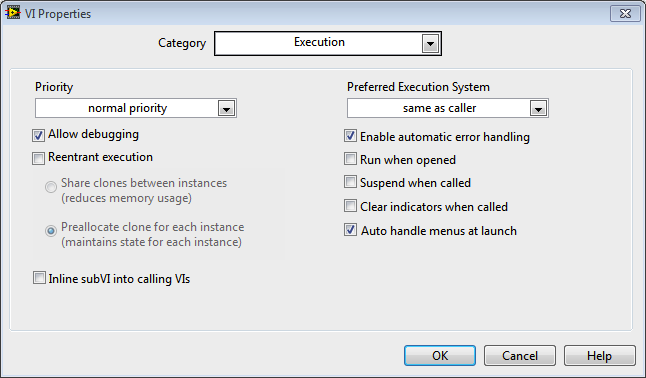 VI Properties
Category Execution
Priority
normal priority
Allow debugging
Reentrant execution
Share clones between instances
(reduces memory usage)
Preallocate clone for each instance
(maintains state for each instance)
Inline subVI into calling VIs
Preferred Execution System
same as caller
Enable automatic error handling
Run when opened
Suspend when called
Clear indicators when called
Auto handle menus at launch
OK Cancel Help